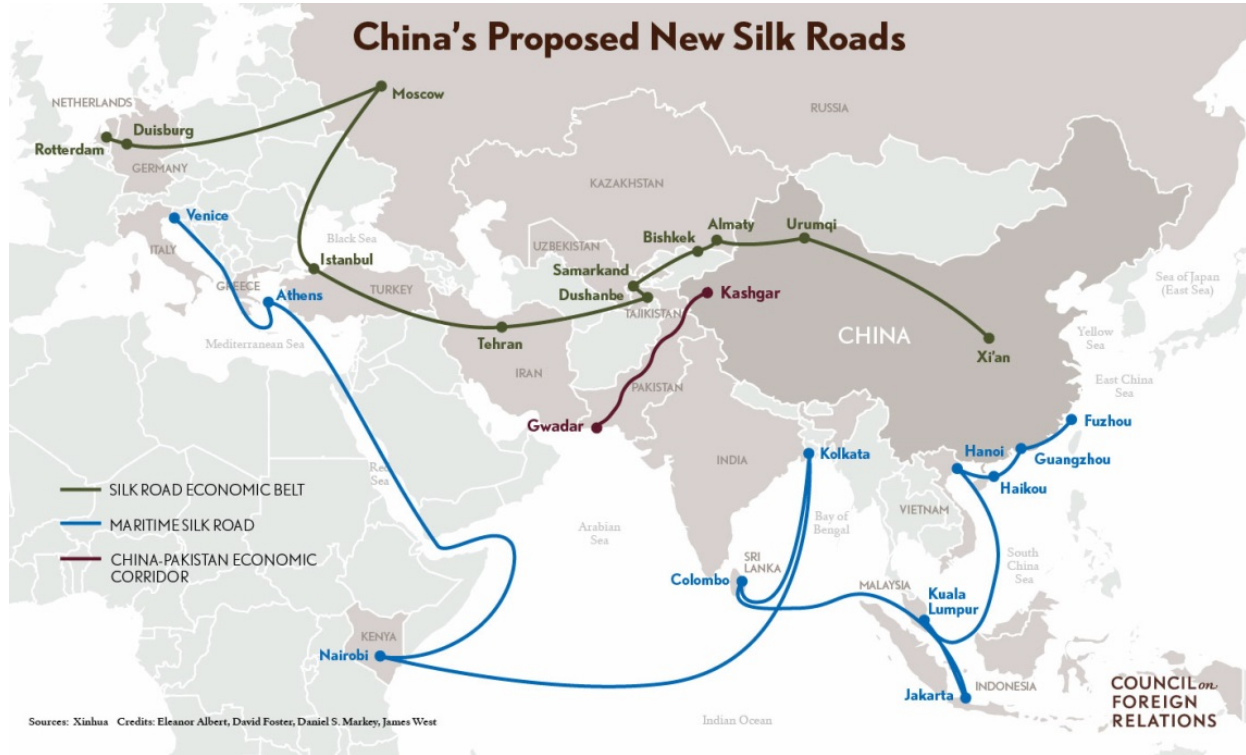 China's Proposed New Silk Roads
NETHERLANDS
Moscow
RUSSIA
Duisburg
Rotterdam
GERMANY
KAZAKHSTAN
Venice
Almaty
Urumqi
Black Sea
Bishkek
ITALY
UZBEKISTAN
Istanbul
Samarkand
Sea of Japan
(East Sea)
GREECE
Athens
TURKEY
Dushanbe
Kashgar
TAJIKISTAN
CHINA
Yellow
Sea
Mediterranean Sea
Tehran
Xi'an
IRAN
PAKISTAN
East China
Sea
Gwadar
Fuzhou
Kolkata
Hanoi
Guangzhou
INDIA
Red
Sea
Haikou
SILK ROAD ECONOMIC BELT
VIETNAM
MARITIME SILK ROAD
Arabian
Sea
Bay of
Bengal
CHINA-PAKISTAN ECONOMIC
CORRIDOR
South
China
Sea
SRI
LANKA
Colombo
MALAYSIA
Kuala
Lumpur
KENYA
Nairobi
INDONESIA
Jakarta
COUNCIL on
FOREIGN
RELATIONS
Sources: Xinhua Credits: Eleanor Albert, David Foster, Daniel S. Markey, James West
Indian Ocean